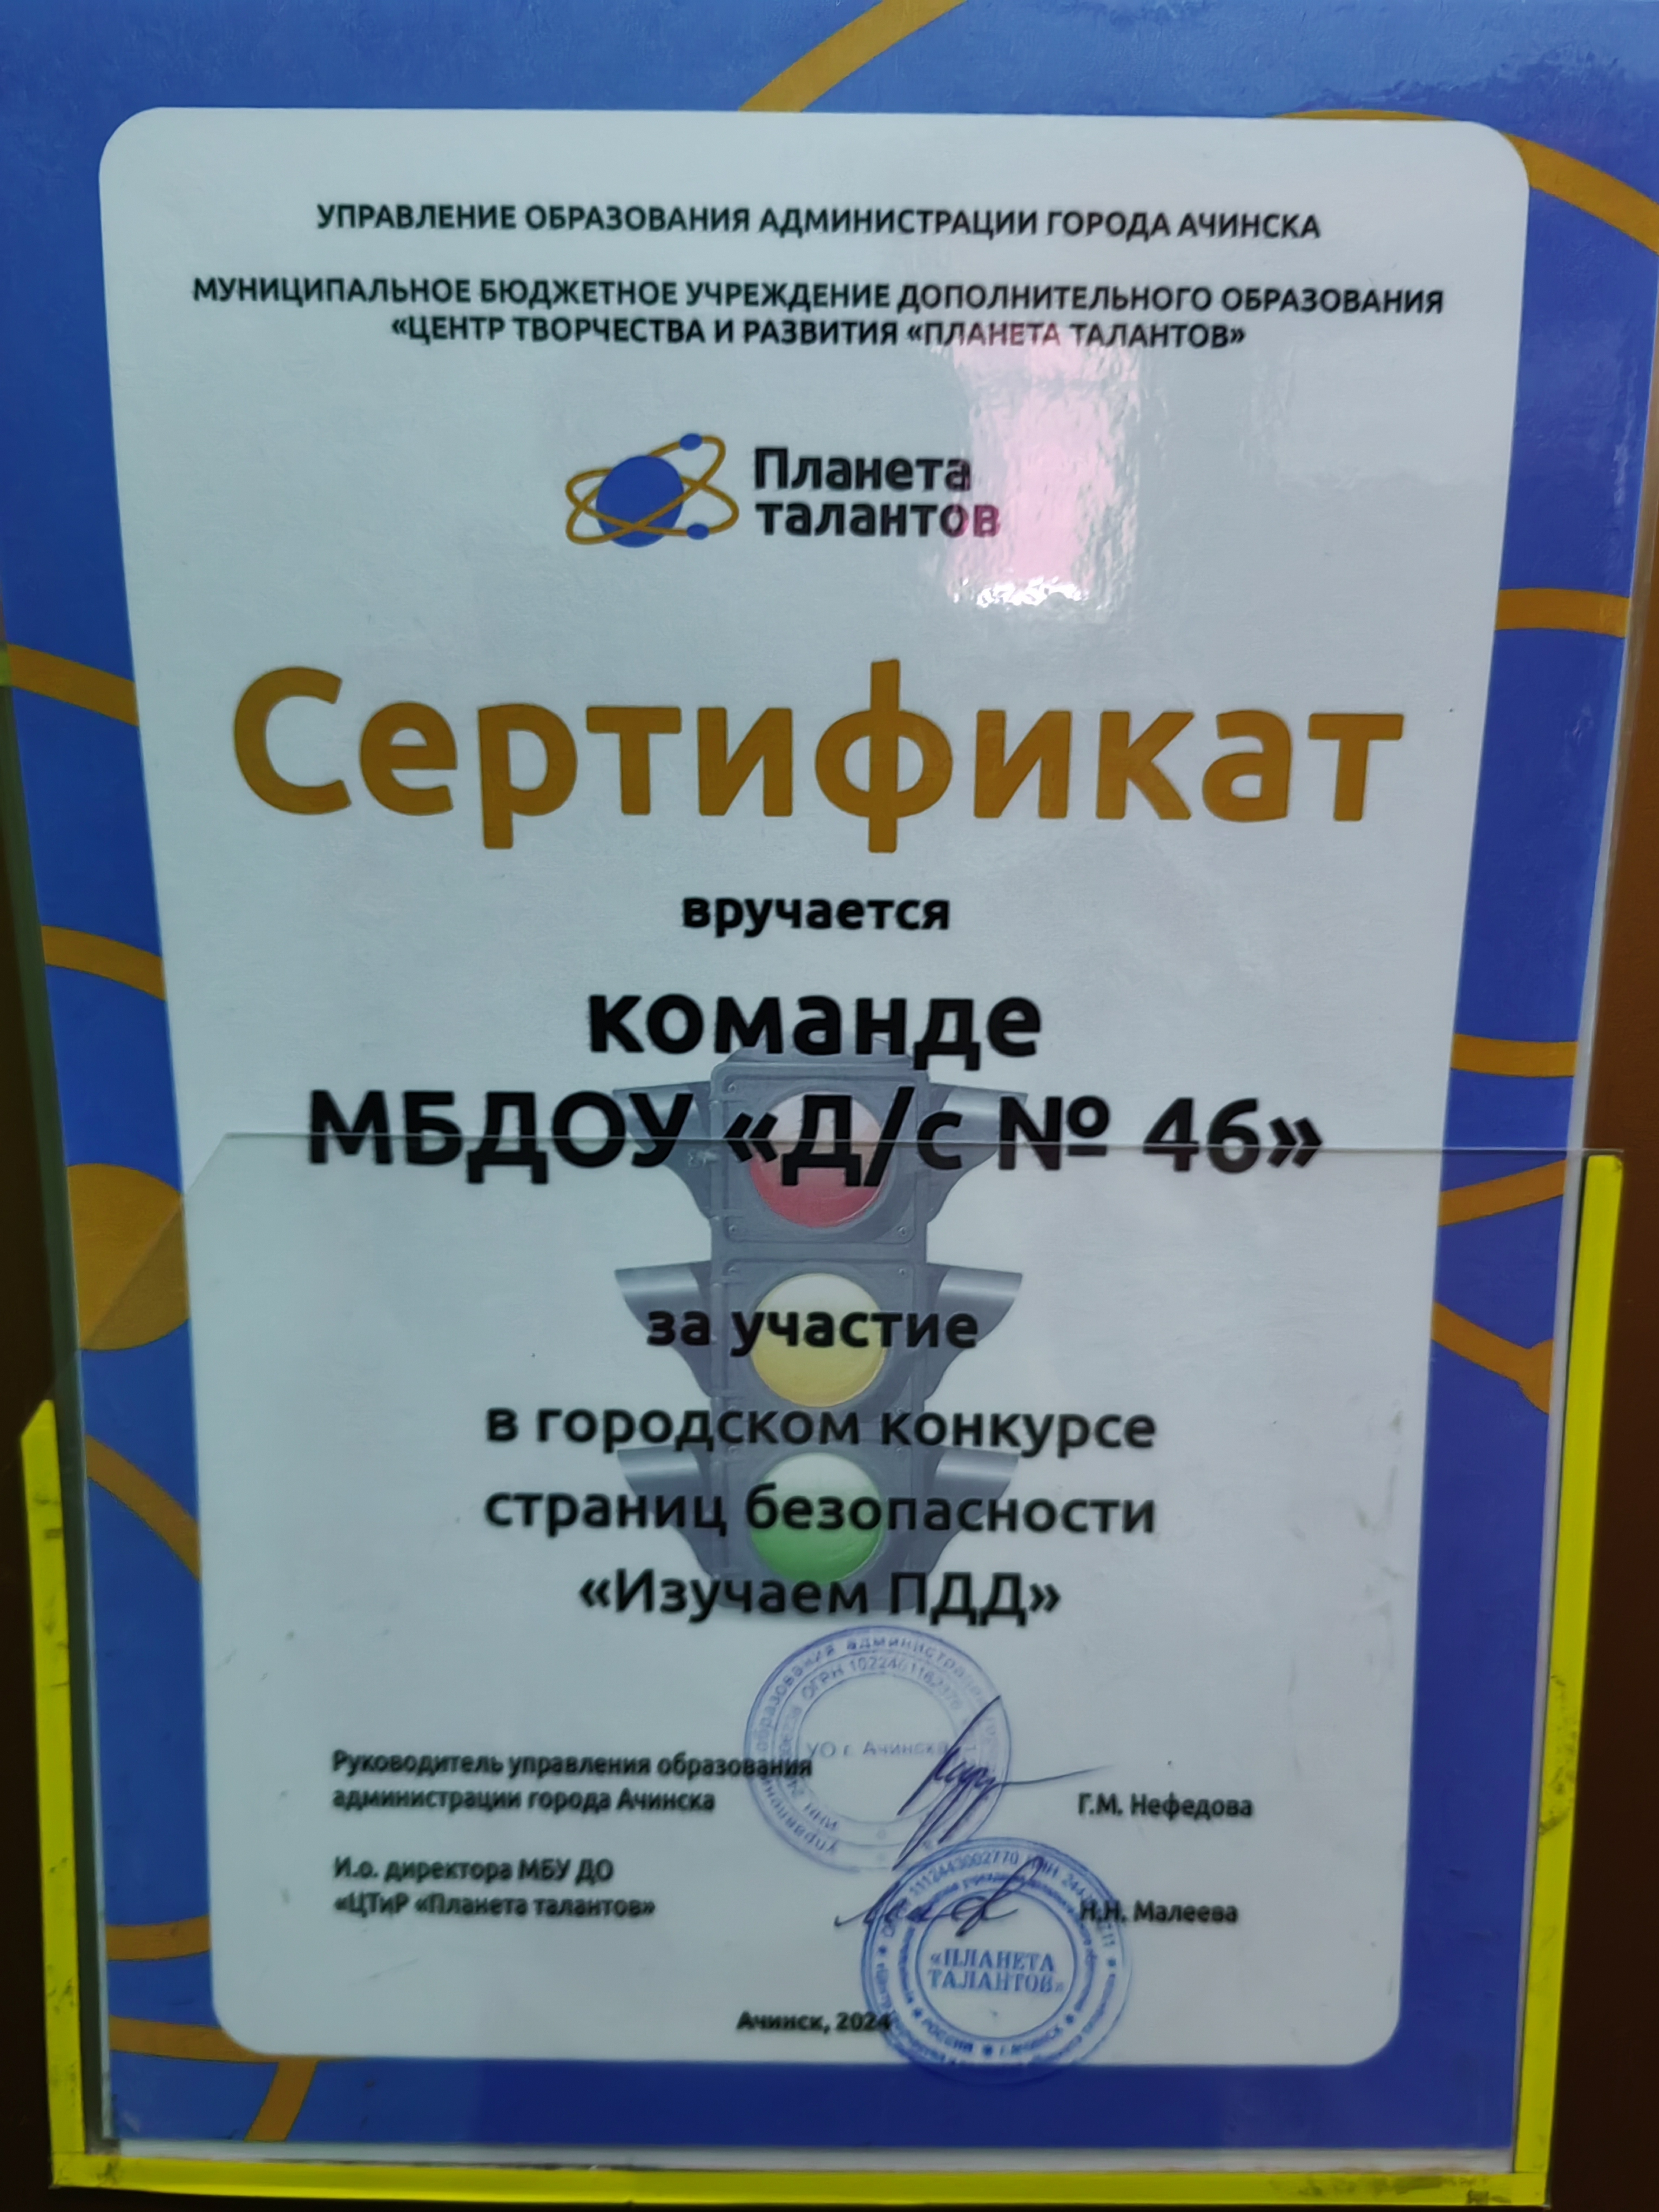 УПРАВЛЕНИЕ ОБРАЗОВАНИЯ АДМИНИСТРАЦИИ ГОРОДА АЧИНСКА
МУНИЦИПАЛЬНОЕ БЮДЖЕТНОЕ УЧРЕЖДЕНИЕ ДОПОЛНИТЕЛЬНОГО ОБРАЗОВАНИЯ
«ЦЕНТР ТВОРЧЕСТВА И РАЗВИТИЯ «ПЛАНЕТА ТАЛАНТОВ»
Планета
талантов
Сертификат
вручается
команде
МБДОУ «Д/с № 46»
за участие
в городском конкурсе
страниц безопасности
«Изучаем ПДД»
Руководитель управления образования
администрации города Ачинска
Г.М. Нефедова
УО г. Ачинска
И.о. директора МБУ ДО
«ЦТиР «Планета талантов»
Н.Н. Малеева
«ПЛАНЕТА
ТАЛАНТОВ»
Ачинск, 2024